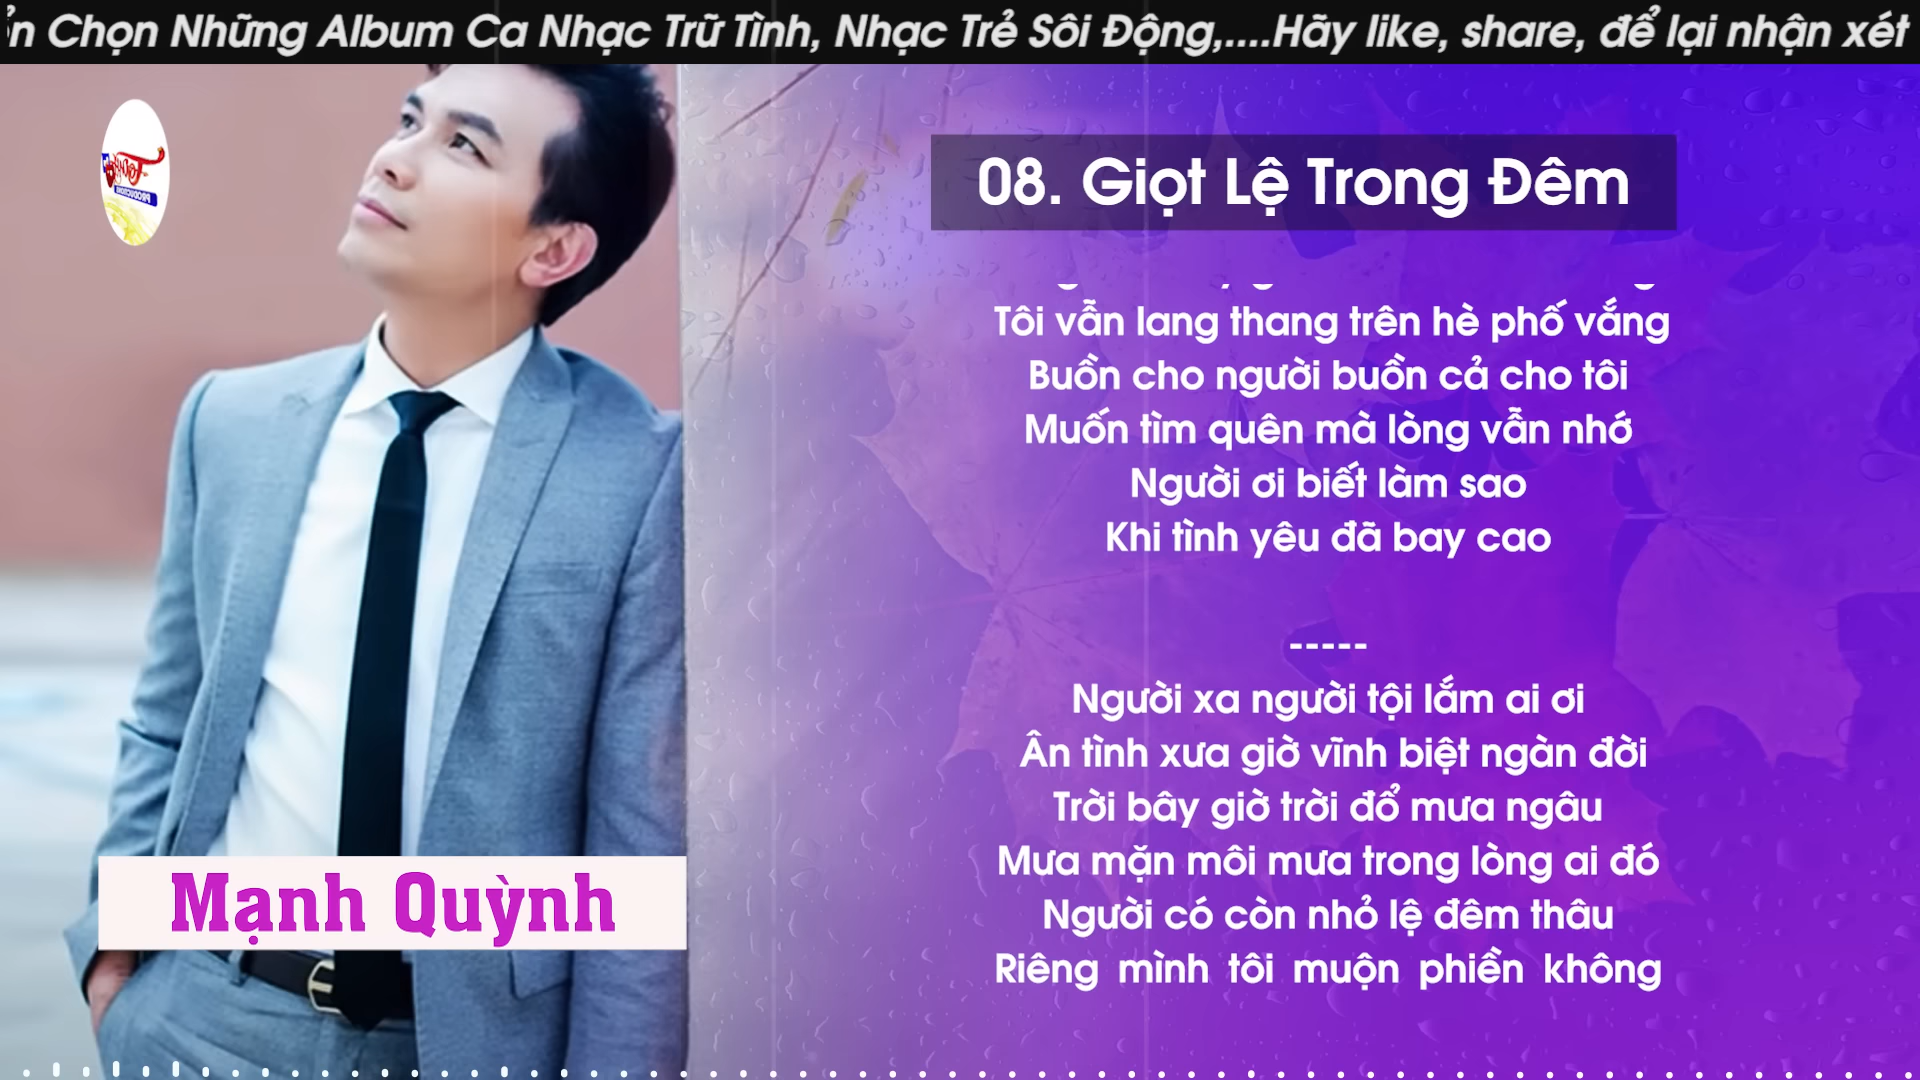 n Chọn Những Album Ca Nhạc Trữ Tình, Nhạc Trẻ Sôi Động,....Hãy like, share, để lại nhận xét
08. Giọt Lệ Trong Đêm
Tôi vẫn lang thang trên hè phố vắng
Buồn cho người buồn cả cho tôi
Muốn tìm quên mà lòng vẫn nhớ
Người ơi biết làm sao
Khi tình yêu đã bay cao
-----
Người xa người tội lắm ai ơi
Ân tình xưa giờ vĩnh biệt ngàn đời
Trời bây giờ trời đổ mưa ngâu
Mưa mặn môi mưa trong lòng ai đó
Người có còn nhỏ lệ đêm thâu
Riêng mình tôi muộn phiền không
Mạnh Quỳnh